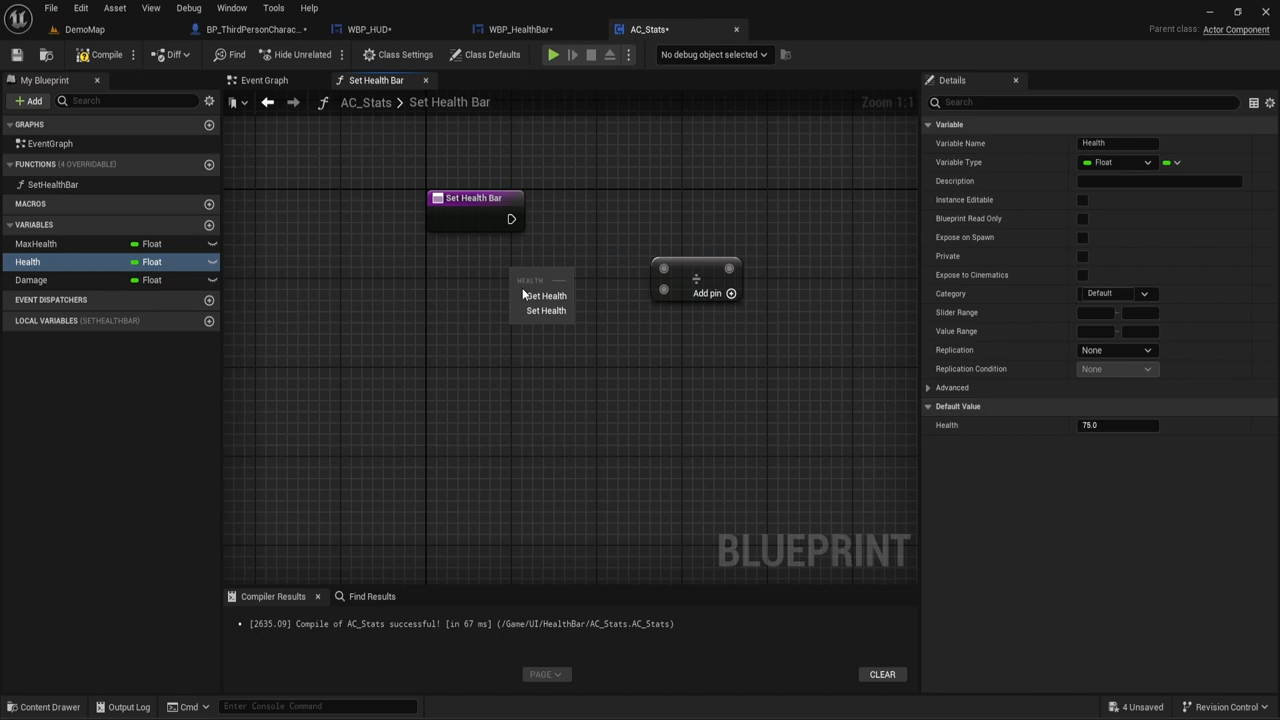 File Edit Asset View Debug Window Tools Help
DemoMap
BP_ThirdPersonCharac... •
WBP_HUD•
WBP_HealthBar•
AC_Stats•
Parent class: Actor Component
Compile
Diff
Find
Hide Unrelated
Class Settings
Class Defaults
No debug object selected
My Blueprint
Event Graph
Set Health Bar
Details
Add
Search
AC_Stats > Set Health Bar
Zoom 1:1
Search
GRAPHS
EventGraph
FUNCTIONS (4 OVERRIDABLE)
SetHealthBar
MACROS
VARIABLES
MaxHealth Float
Health Float
Damage Float
EVENT DISPATCHERS
LOCAL VARIABLES (SETHEALTHBAR)
Set Health Bar
HEALTH
Get Health
Set Health
÷
Add pin
BLUEPRINT
Variable
Variable Name Health
Variable Type Float
Description
Instance Editable
Blueprint Read Only
Expose on Spawn
Private
Expose to Cinematics
Category Default
Slider Range
Value Range
Replication None
Replication Condition None
Advanced
Default Value
Health 75.0
Compiler Results
Find Results
• [2635.09] Compile of AC_Stats successful! [in 67 ms] (/Game/UI/HealthBar/AC_Stats.AC_Stats)
PAGE
CLEAR
Content Drawer
Output Log
Cmd
Enter Console Command
4 Unsaved
Revision Control